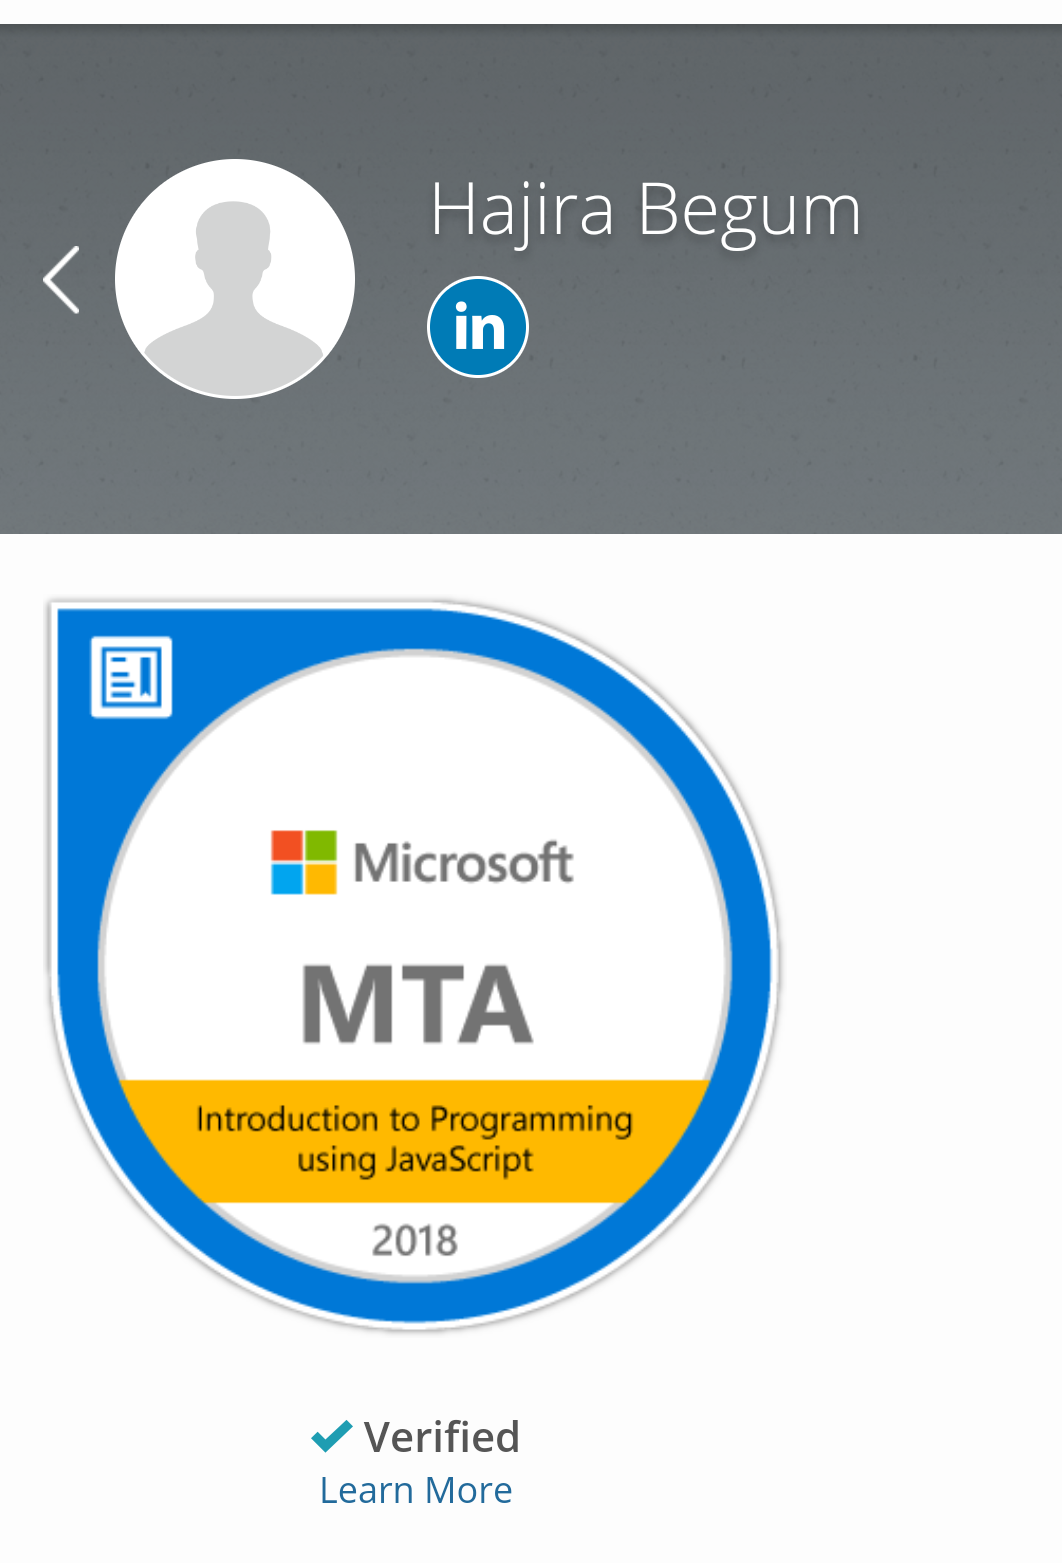 Hajira Begum
in
Microsoft
MTA
Introduction to Programming
using JavaScript
2018
Verified
Learn More